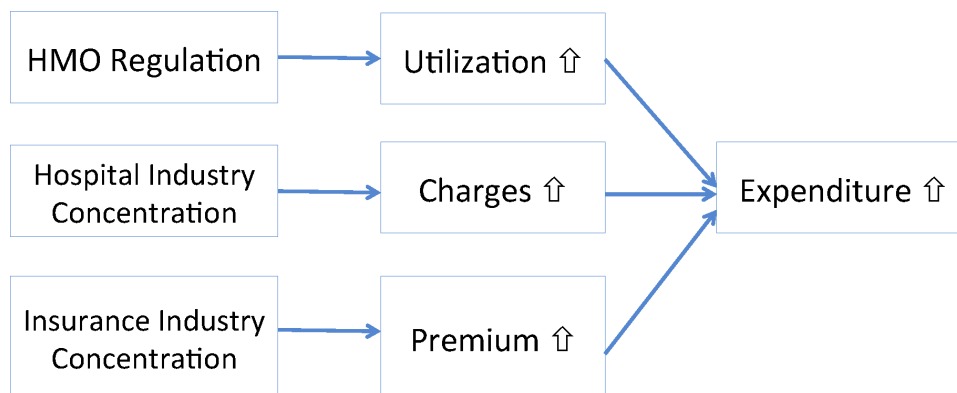 HMO Regulation
Utilization ⇧
Hospital Industry
Concentration
Charges ⇧
Expenditure ⇧
Insurance Industry
Concentration
Premium ⇧